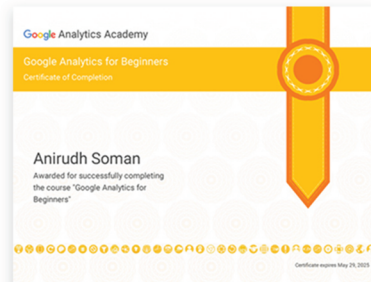 Google Analytics Academy
Google Analytics for Beginners
Certificate of Completion
Anirudh Soman
Awarded for successfully completing
the course "Google Analytics for
Beginners"
Certificate expires May 29, 2025